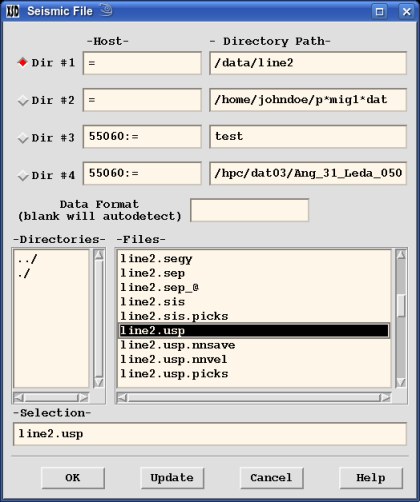 Seismic File
-Host- - Directory Path-
Dir #1 = /data/line2
Dir #2 = /home/johndoe/p*mig1*dat
Dir #3 55060:= test
Dir #4 55060:= /hpc/dat03/Ang_31_Leda_050
Data Format
(blank will autodetect)
-Directories- -Files-
../
./
line2.segy
line2.sep
line2.sep_@
line2.sis
line2.sis.picks
line2.usp
line2.usp.nnsave
line2.usp.nnvel
line2.usp.picks
-Selection-
line2.usp
OK Update Cancel Help